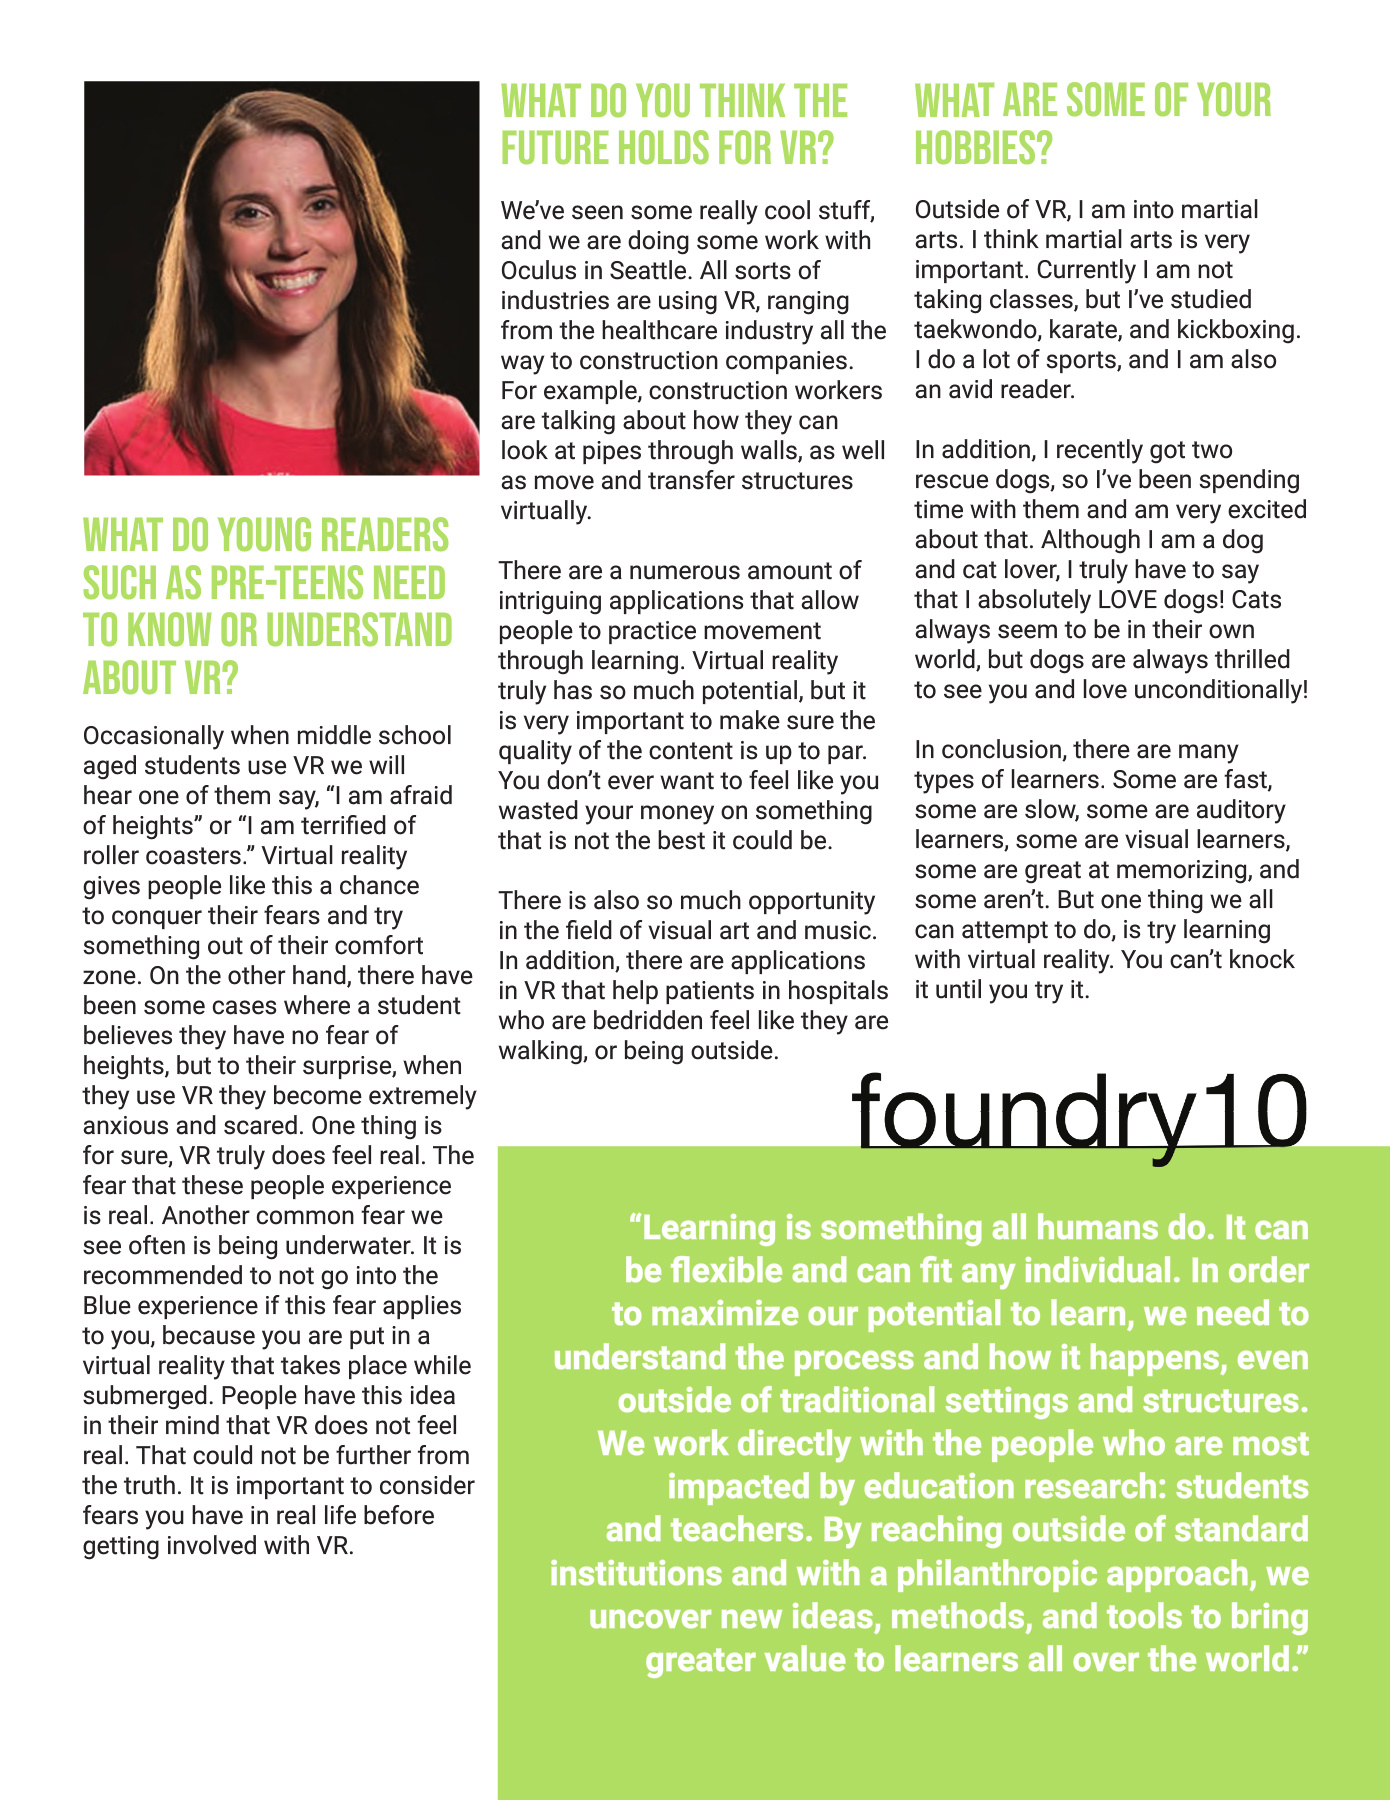 WHAT DO YOUNG READERS
SUCH AS PRE-TEENS NEED
TO KNOW OR UNDERSTAND
ABOUT VR?
Occasionally when middle school
aged students use VR we will
hear one of them say, “I am afraid
of heights” or “I am terrified of
roller coasters.” Virtual reality
gives people like this a chance
to conquer their fears and try
something out of their comfort
zone. On the other hand, there have
been some cases where a student
believes they have no fear of
heights, but to their surprise, when
they use VR they become extremely
anxious and scared. One thing is
for sure, VR truly does feel real. The
fear that these people experience
is real. Another common fear we
see often is being underwater. It is
recommended to not go into the
Blue experience if this fear applies
to you, because you are put in a
virtual reality that takes place while
submerged. People have this idea
in their mind that VR does not feel
real. That could not be further from
the truth. It is important to consider
fears you have in real life before
getting involved with VR.
WHAT DO YOU THINK THE
FUTURE HOLDS FOR VR?
We’ve seen some really cool stuff,
and we are doing some work with
Oculus in Seattle. All sorts of
industries are using VR, ranging
from the healthcare industry all the
way to construction companies.
For example, construction workers
are talking about how they can
look at pipes through walls, as well
as move and transfer structures
virtually.
There are a numerous amount of
intriguing applications that allow
people to practice movement
through learning. Virtual reality
truly has so much potential, but it
is very important to make sure the
quality of the content is up to par.
You don’t ever want to feel like you
wasted your money on something
that is not the best it could be.
There is also so much opportunity
in the field of visual art and music.
In addition, there are applications
in VR that help patients in hospitals
who are bedridden feel like they are
walking, or being outside.
WHAT ARE SOME OF YOUR
HOBBIES?
Outside of VR, I am into martial
arts. I think martial arts is very
important. Currently I am not
taking classes, but I’ve studied
taekwondo, karate, and kickboxing.
I do a lot of sports, and I am also
an avid reader.
In addition, I recently got two
rescue dogs, so I’ve been spending
time with them and am very excited
about that. Although I am a dog
and cat lover, I truly have to say
that I absolutely LOVE dogs! Cats
always seem to be in their own
world, but dogs are always thrilled
to see you and love unconditionally!
In conclusion, there are many
types of learners. Some are fast,
some are slow, some are auditory
learners, some are visual learners,
some are great at memorizing, and
some aren’t. But one thing we all
can attempt to do, is try learning
with virtual reality. You can’t knock
it until you try it.
foundry10
“Learning is something all humans do. It can
be flexible and can fit any individual. In order
to maximize our potential to learn, we need to
understand the process and how it happens, even
outside of traditional settings and structures.
We work directly with the people who are most
impacted by education research: students
and teachers. By reaching outside of standard
institutions and with a philanthropic approach, we
uncover new ideas, methods, and tools to bring
greater value to learners all over the world.”